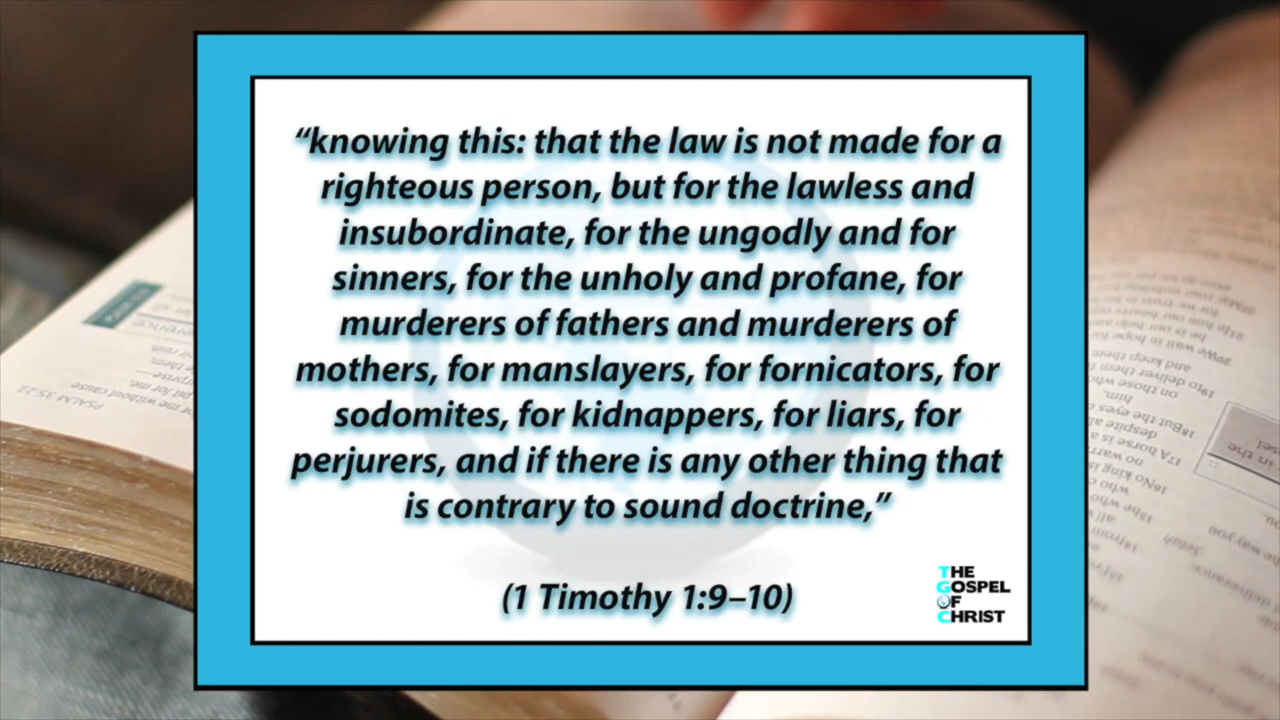 “knowing this: that the law is not made for a
righteous person, but for the lawless and
insubordinate, for the ungodly and for
sinners, for the unholy and profane, for
murderers of fathers and murderers of
mothers, for manslayers, for fornicators, for
sodomites, for kidnappers, for liars, for
perjurers, and if there is any other thing that
is contrary to sound doctrine,”
(1 Timothy 1:9–10)
THE
GOSPEL
OF
CHRIST
PSALM 35:22